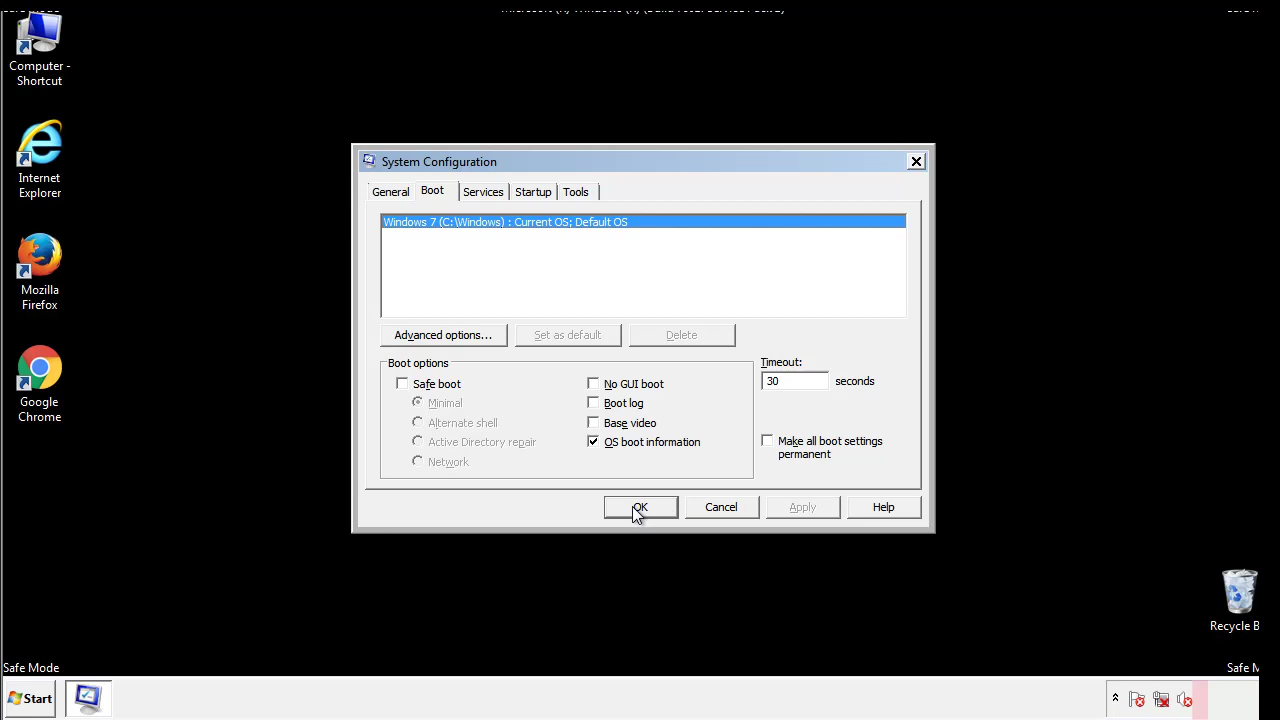 Computer -
Shortcut
Internet
Explorer
Mozilla
Firefox
Google
Chrome
System Configuration
General Boot Services Startup Tools
Windows 7 (C:\Windows) : Current OS; Default OS
Advanced options... Set as default Delete
Boot options
Safe boot
Minimal
Alternate shell
Active Directory repair
Network
No GUI boot
Boot log
Base video
OS boot information
Timeout:
30 seconds
Make all boot settings
permanent
OK Cancel Apply Help
Recycle B
Safe Mode
Safe M
Start